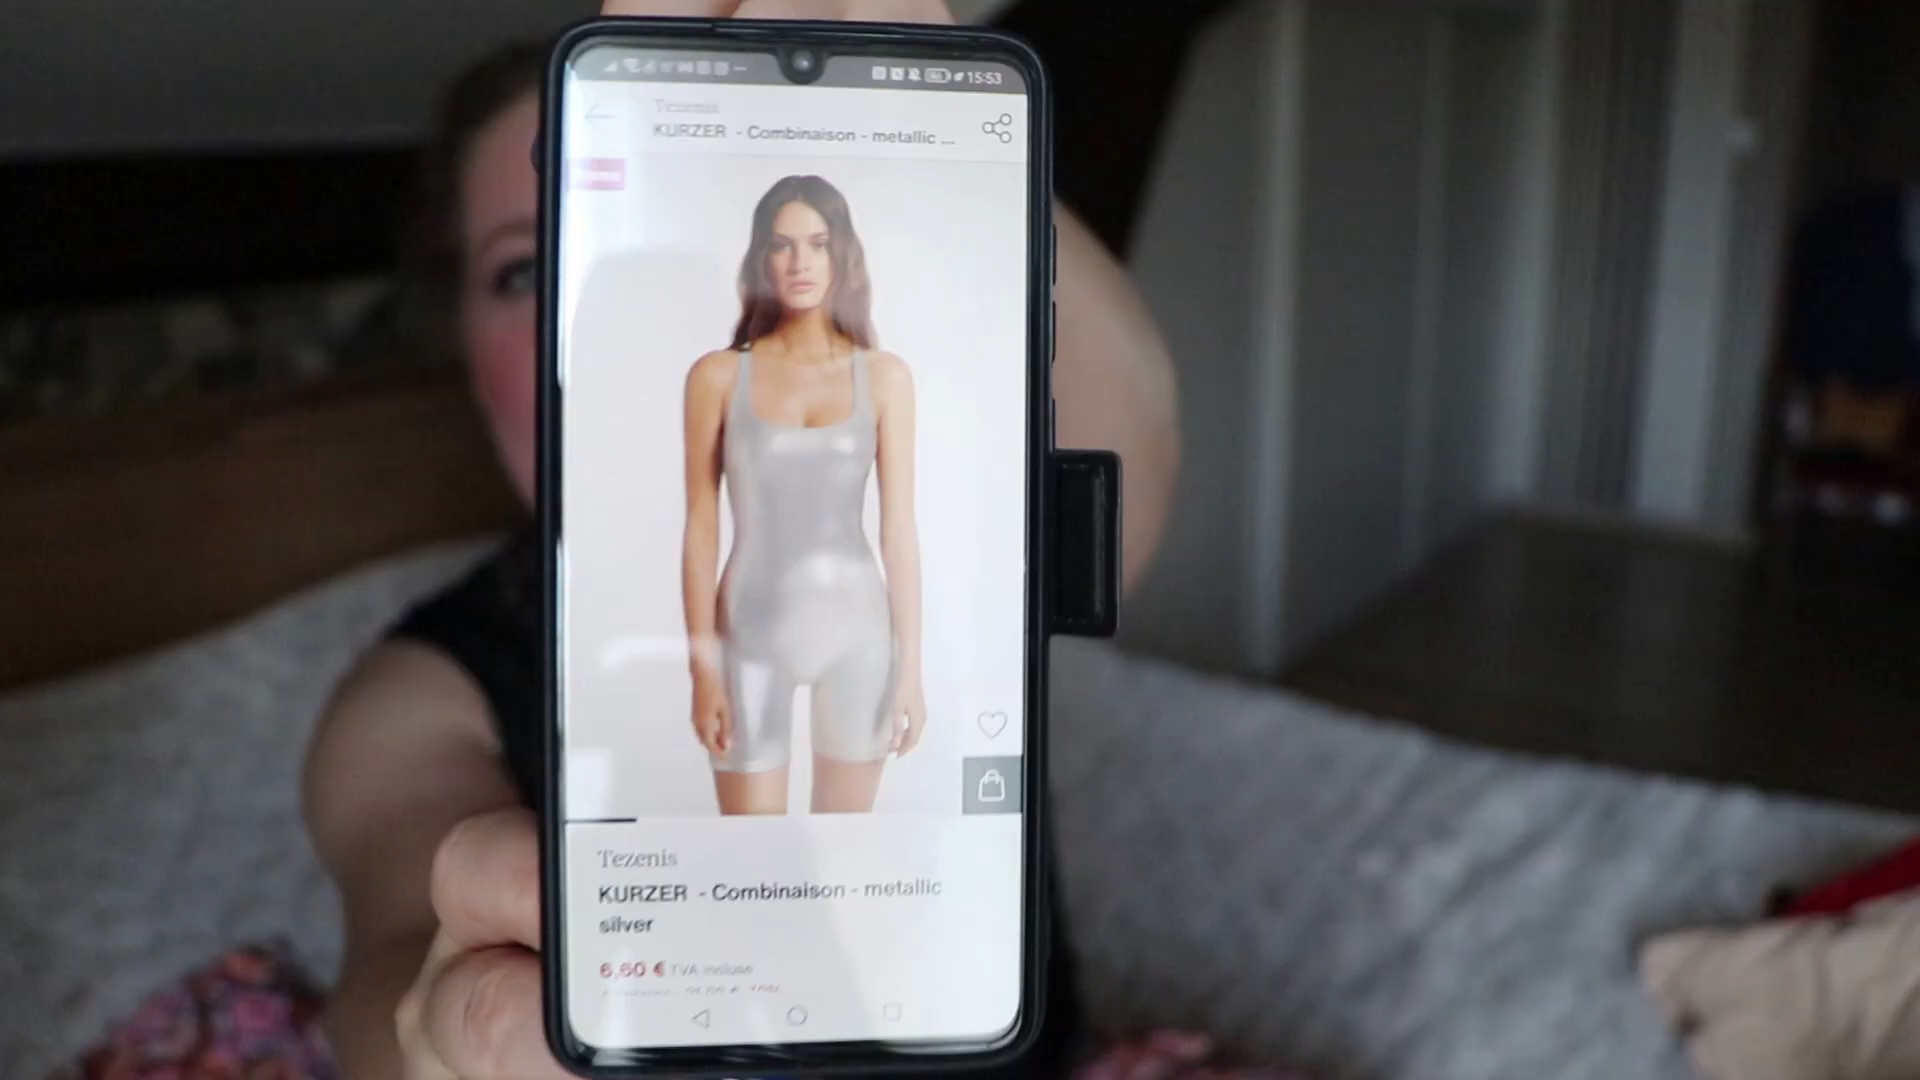 15:53
Tezenis
KURZER - Combinaison - metallic ...
Tezenis
KURZER - Combinaison - metallic
silver
6,60 € TVA incluse